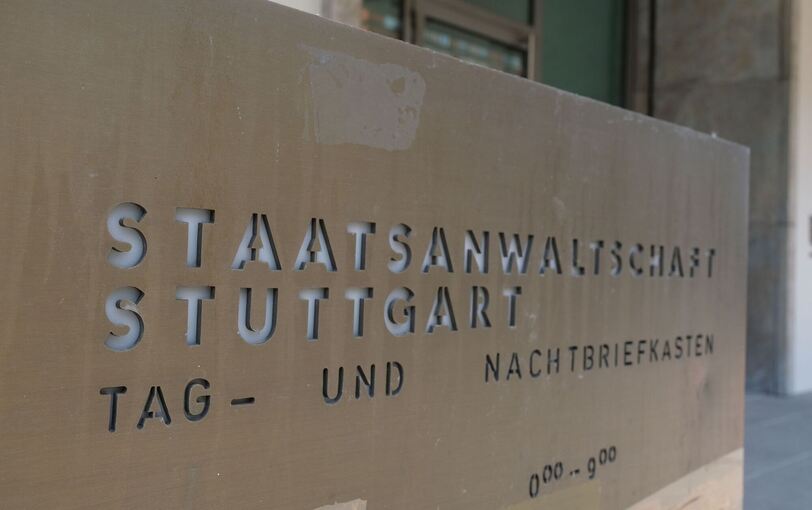 STAATSANWALTSCHAFT
STUTTGART
TAG- UND NACHTBRIEFKASTEN
0⁰⁰ - 9⁰⁰